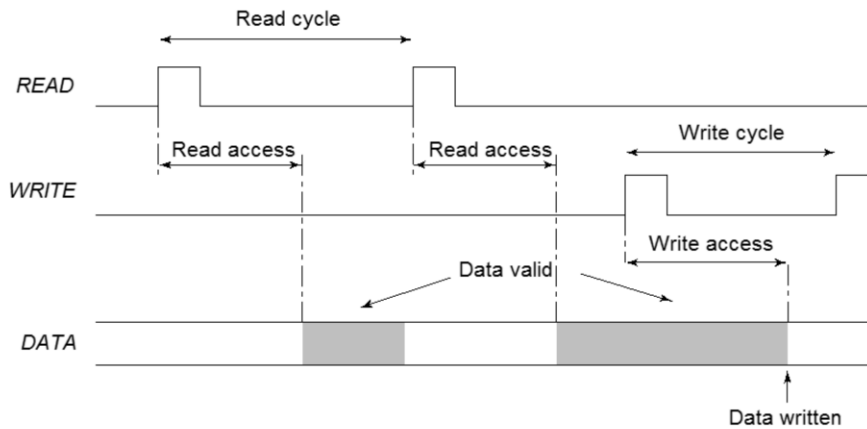 Read cycle
READ
Read access
Read access
Write cycle
WRITE
Write access
Data valid
DATA
Data written